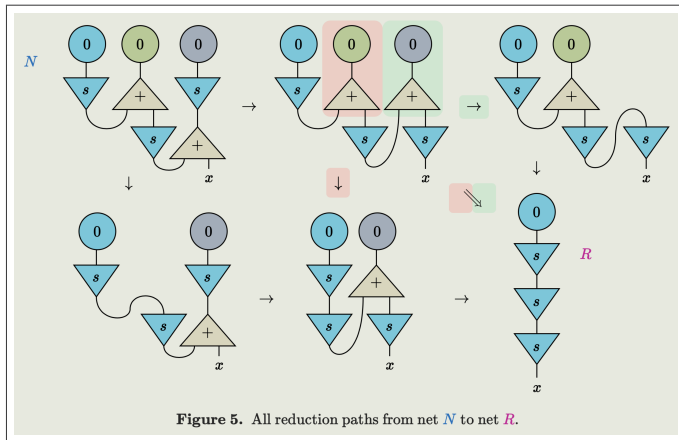 0 0 0 0 0 0 0 0
N
s + s s + + s +
→ →
s + s s s s
x x x
↓ ↓ ⇘ ↓
0 0 0 0 0
s s s + s R
→ →
s + s s s
x x s
x
Figure 5. All reduction paths from net N to net R.